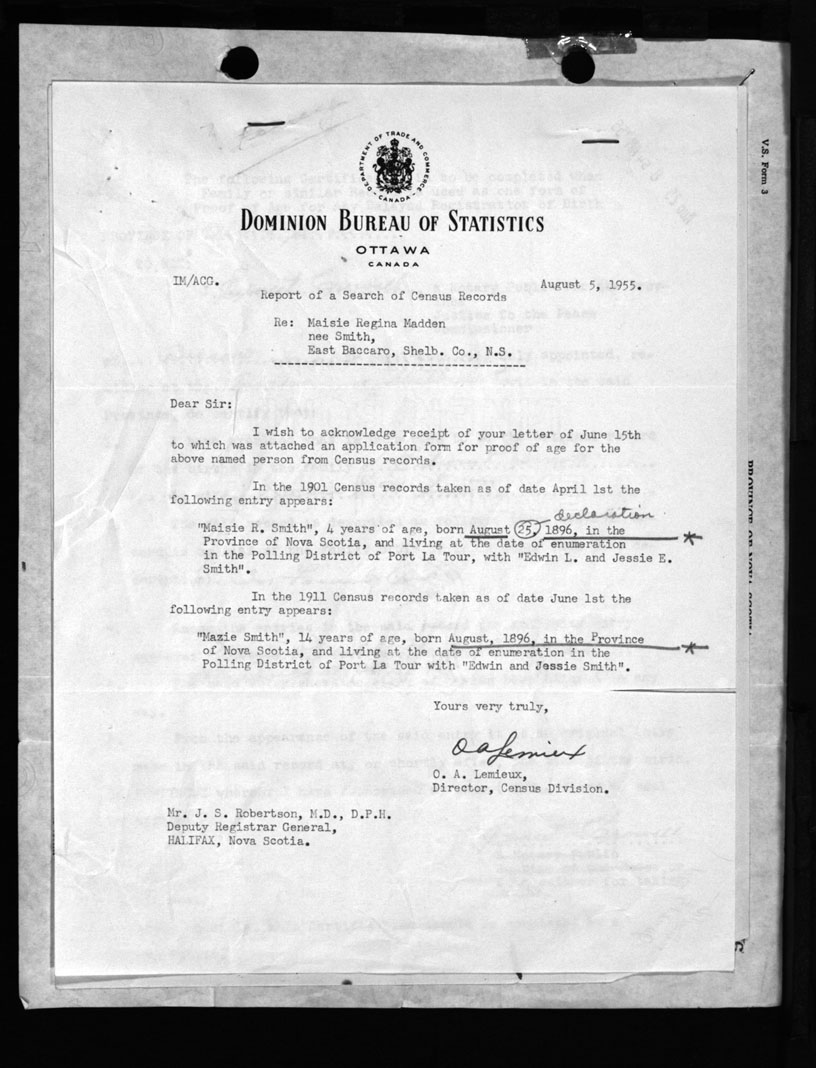 V.S. Form 3
DEPARTMENT OF TRADE AND COMMERCE
CANADA
DOMINION BUREAU OF STATISTICS
OTTAWA
CANADA
IM/ACG.
August 5, 1955.
Report of a Search of Census Records
Re: Maisie Regina Madden
nee Smith,
East Baccaro, Shelb. Co., N.S.
Dear Sir:
I wish to acknowledge receipt of your letter of June 15th
to which was attached an application form for proof of age for the
above named person from Census records.
In the 1901 Census records taken as of date April 1st the
following entry appears:
declaration
"Maisie R. Smith", 4 years of age, born August 25, 1896, in the
Province of Nova Scotia, and living at the date of enumeration
in the Polling District of Port La Tour, with "Edwin L. and Jessie E.
Smith".
In the 1911 Census records taken as of date June 1st the
following entry appears:
"Mazie Smith", 14 years of age, born August, 1896, in the Province
of Nova Scotia, and living at the date of enumeration in the
Polling District of Port La Tour with "Edwin and Jessie Smith".
Yours very truly,
O A Lemieux
O. A. Lemieux,
Director, Census Division.
Mr. J. S. Robertson, M.D., D.P.H.
Deputy Registrar General,
HALIFAX, Nova Scotia.